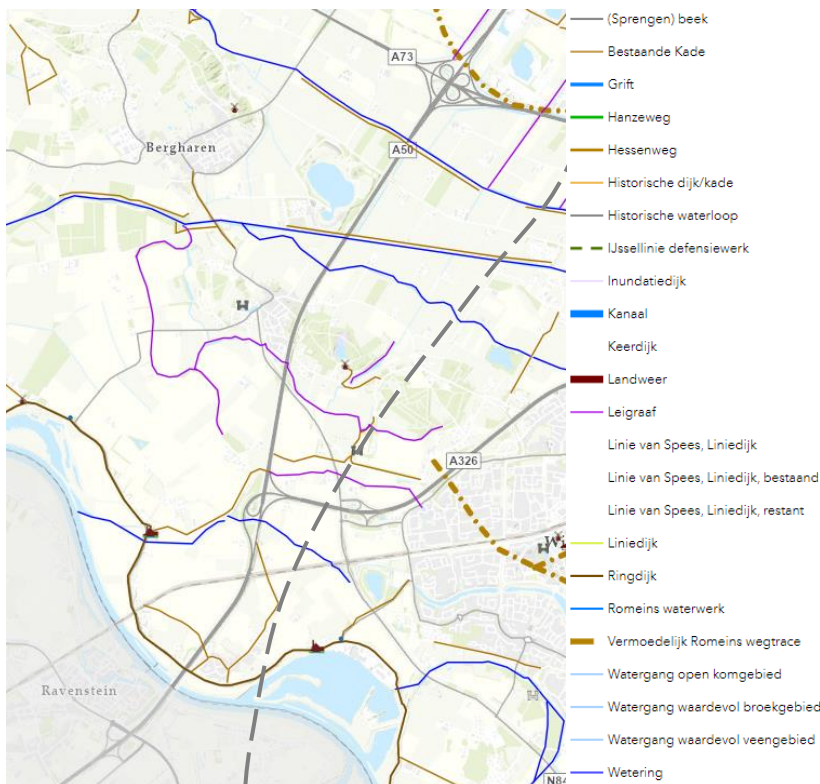 A73
Bergharen
A50
A326
Wi
Ravenstein
N84
(Sprengen) beek
Bestaande Kade
Grift
Hanzeweg
Hessenweg
Historische dijk/kade
Historische waterloop
IJssellinie defensiewerk
Inundatiedijk
Kanaal
Keerdijk
Landweer
Leigraaf
Linie van Spees, Liniedijk
Linie van Spees, Liniedijk, bestaand
Linie van Spees, Liniedijk, restant
Liniedijk
Ringdijk
Romeins waterwerk
Vermoedelijk Romeins wegtrace
Watergang open komgebied
Watergang waardevol broekgebied
Watergang waardevol veengebied
Wetering